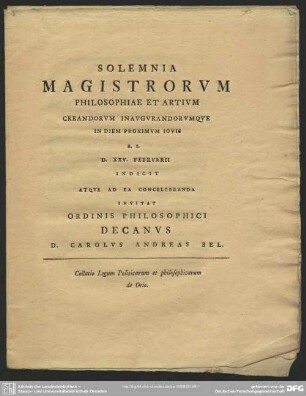 SOLEMNIA
MAGISTRORVM
PHILOSOPHIAE ET ARTIVM
CREANDORVM INAVGVRANDORVMQVE
IN DIEM PROXIMVM IOVIS
D. XXV. FEBRVARII
INDICIT
ATQVE AD EA CONCELEBRANDA
INVITAT
ORDINIS PHILOSOPHICI
DECANVS
D. CAROLVS ANDREAS BEL.
Collatio Legum Politicarum et philosophicarum
de Otio.